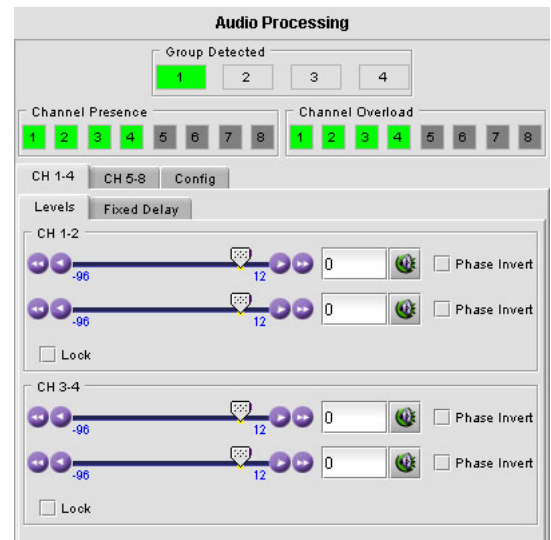 Audio Processing
Group Detected
1 2 3 4
Channel Presence Channel Overload
1 2 3 4 5 6 7 8 1 2 3 4 5 6 7 8
CH 1-4 CH 5-8 Config
Levels Fixed Delay
CH 1-2
-96 12 0 Phase Invert
-96 12 0 Phase Invert
Lock
CH 3-4
-96 12 0 Phase Invert
-96 12 0 Phase Invert
Lock